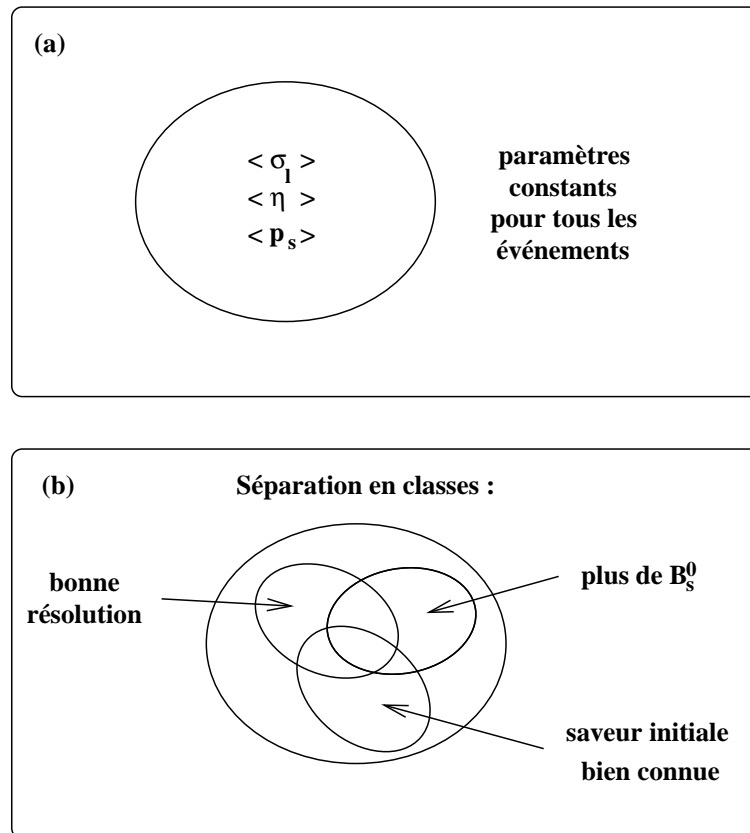 (a)
< σ_l >
< η >
< p_s >
paramètres
constants
pour tous les
événements
(b)
Séparation en classes :
bonne
résolution
plus de B_s^0
saveur initiale
bien connue